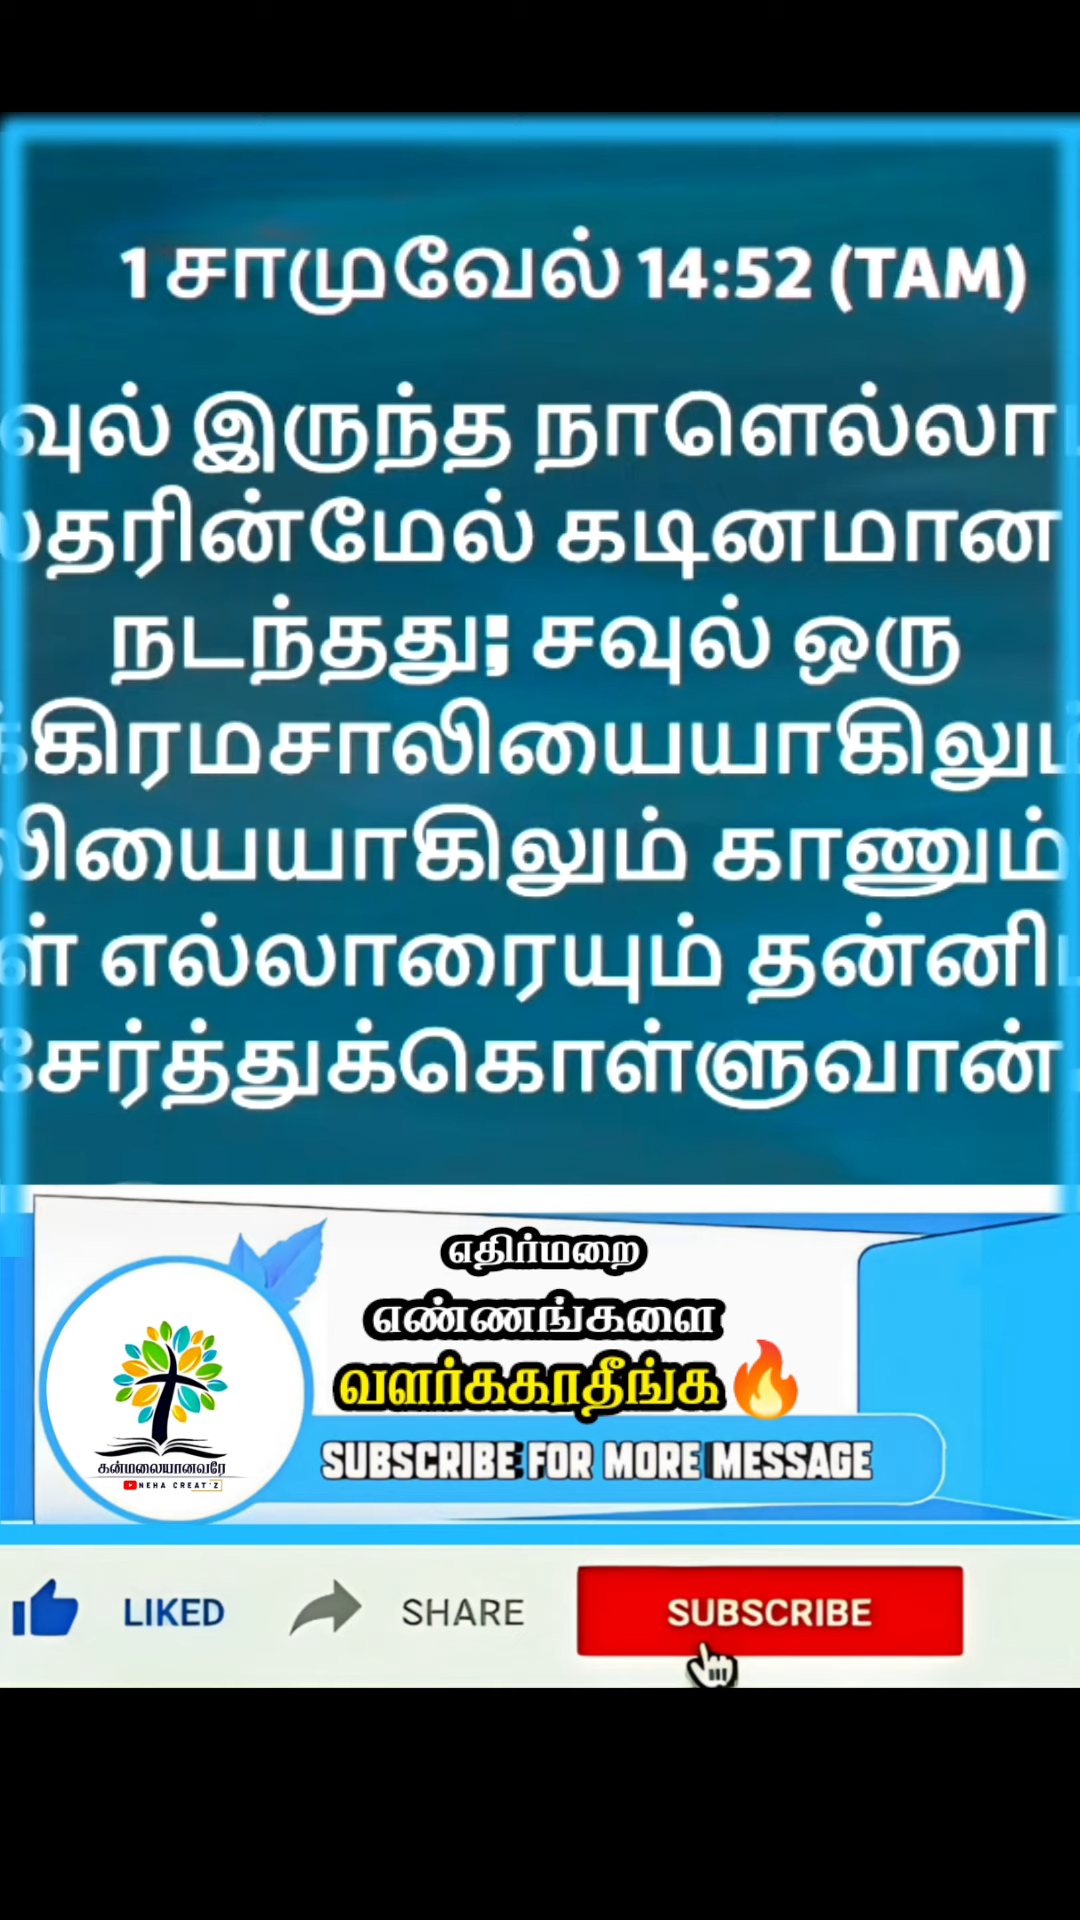 1 சாமுவேல் 14:52 (TAM)
வுல் இருந்த நாளெல்லா
தரின்மேல் கடினமான
நடந்தது; சவுல் ஒரு
க்கிரமசாலியையாகிலும்
லியையாகிலும் காணும்
ள் எல்லாரையும் தன்னி
சேர்த்துக்கொள்ளுவான்.
எதிர்மறை
எண்ணங்களை
வளர்ககாதீங்க🔥
SUBSCRIBE FOR MORE MESSAGE
கன்மலையானவரே
NEHA CREAT'Z
LIKED SHARE SUBSCRIBE